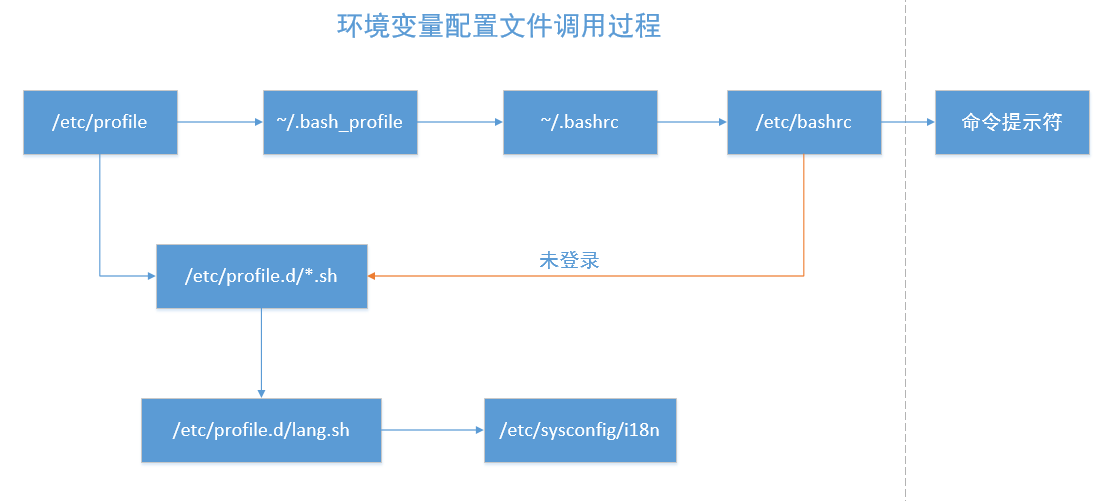 环境变量配置文件调用过程
/etc/profile
~/.bash_profile
~/.bashrc
/etc/bashrc
命令提示符
未登录
/etc/profile.d/*.sh
/etc/profile.d/lang.sh
/etc/sysconfig/i18n